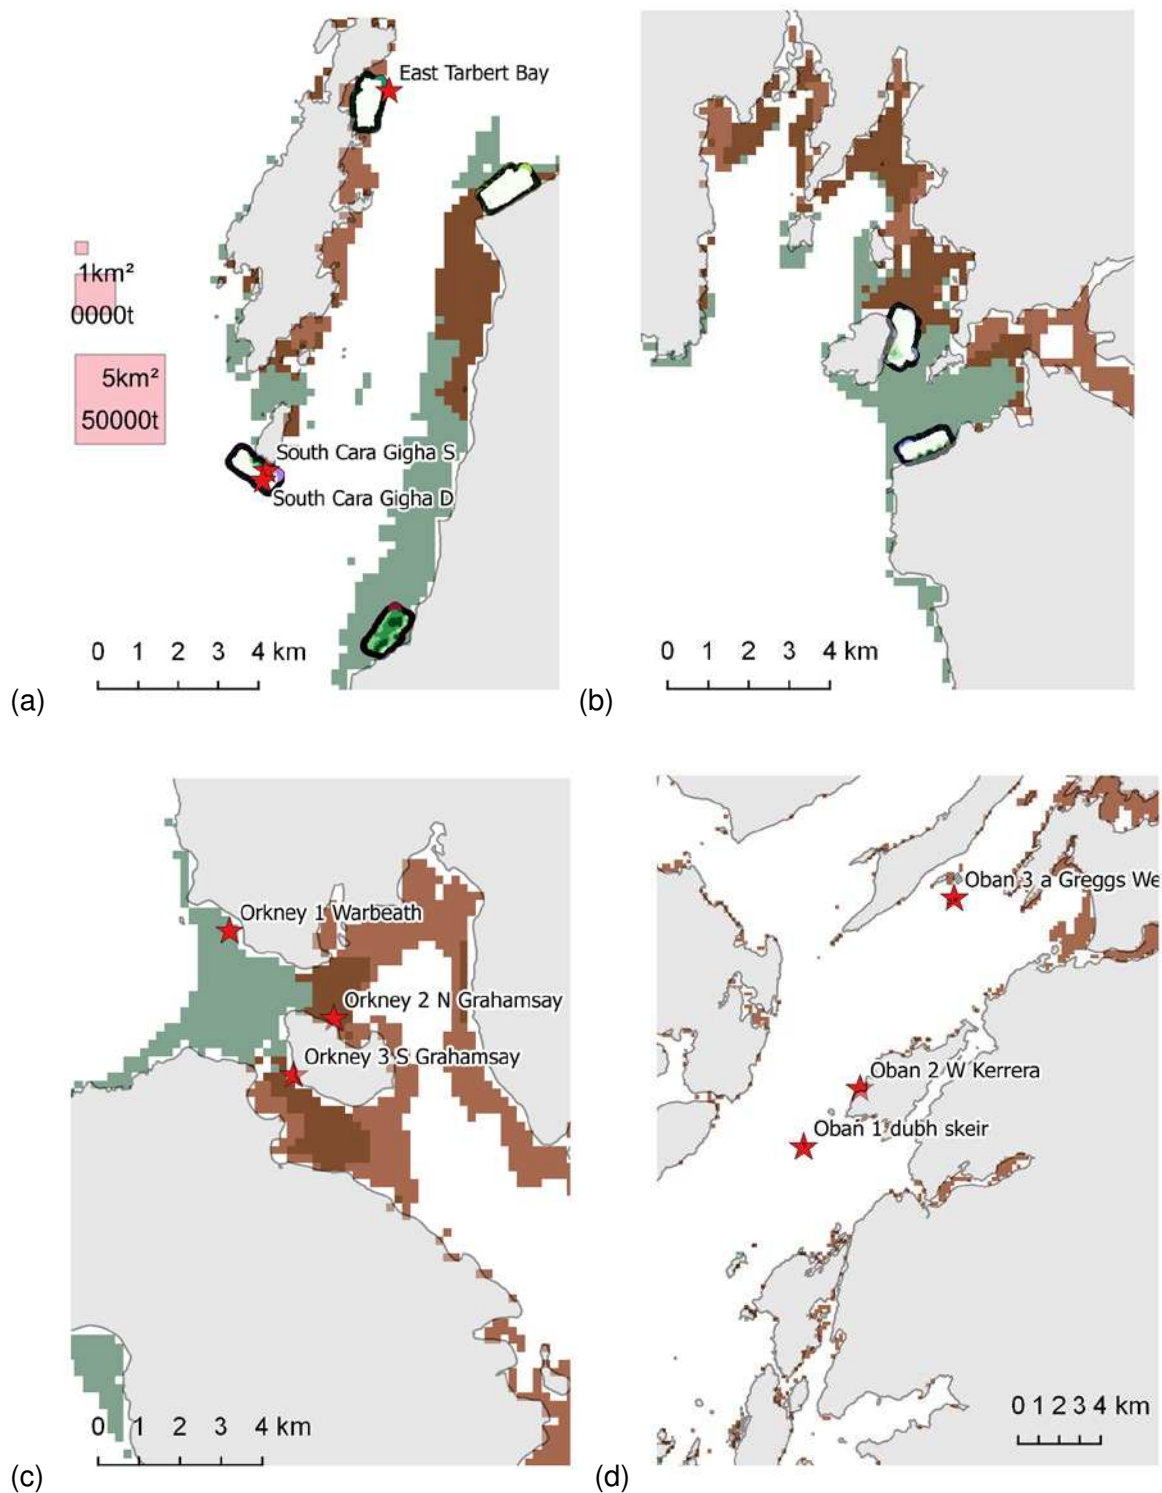 East Tarbert Bay
1km²
0000t
5km²
50000t
South Cara Gigha S
South Cara Gigha D
0 1 2 3 4 km
(a)
0 1 2 3 4 km
(b)
Orkney 1 Warbeath
Orkney 2 N Grahamsay
Orkney 3 S Grahamsay
0 1 2 3 4 km
(c)
Oban 3 a Greggs We
Oban 2 W Kerrera
Oban 1 dubh skeir
0 1 2 3 4 km
(d)